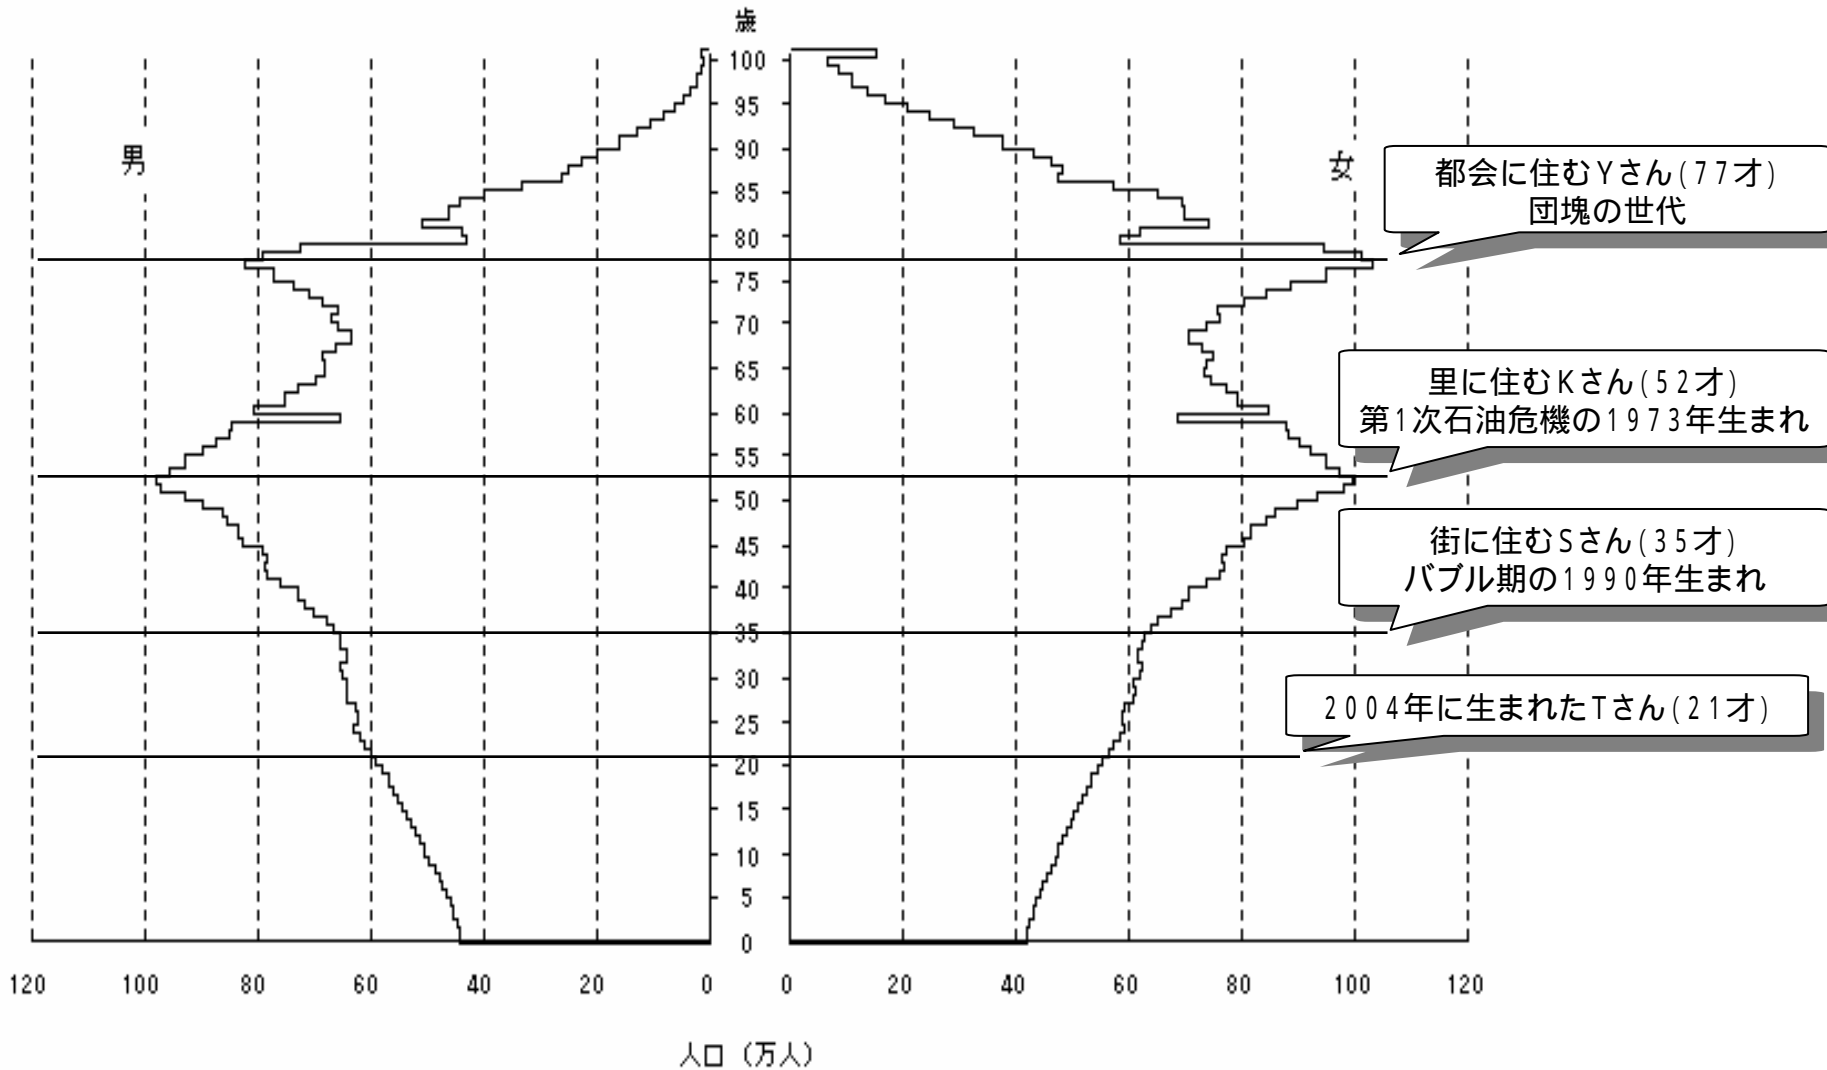 歳
100
95
90
85
80
75
70
65
60
55
50
45
40
35
30
25
20
15
10
5
0
男
女
都会に住むYさん(77才)
団塊の世代
里に住むKさん(52才)
第1次石油危機の1973年生まれ
街に住むSさん(35才)
バブル期の1990年生まれ
2004年に生まれたTさん(21才)
120 100 80 60 40 20 0 0 20 40 60 80 100 120
人口 (万人)